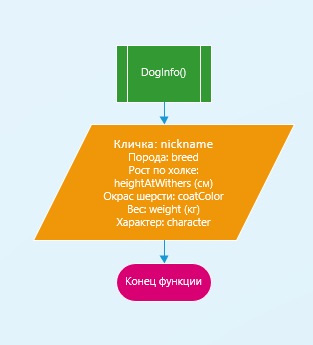 DogInfo()
Кличка: nickname
Порода: breed
Рост по холке:
heightAtWithers (см)
Окрас шерсти: coatColor
Вес: weight (кг)
Характер: character
Конец функции